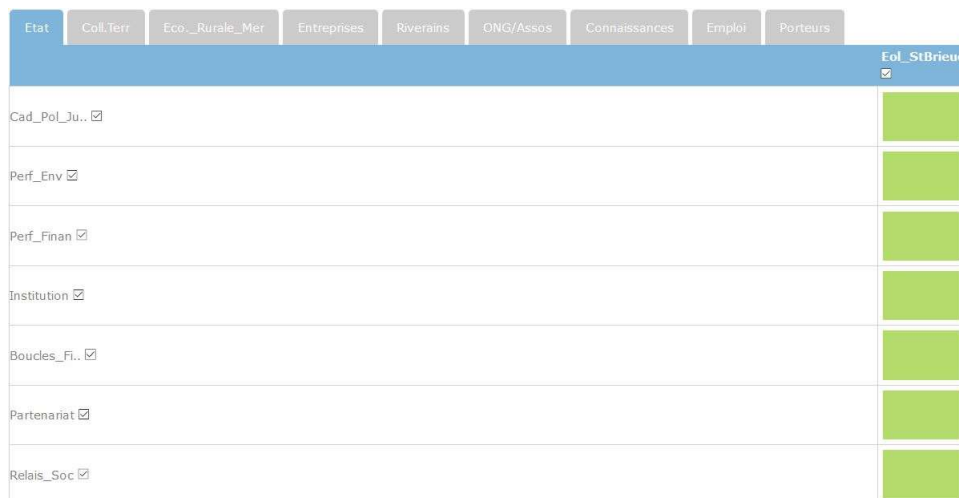 Etat Coll.Terr Eco._Rurale_Mer Entreprises Riverains ONG/Assos Connaissances Emploi Porteurs
Eol_StBrieuc
Cad_Pol_Ju..
Perf_Env
Perf_Finan
Institution
Boucles_Fi..
Partenariat
Relais_Soc